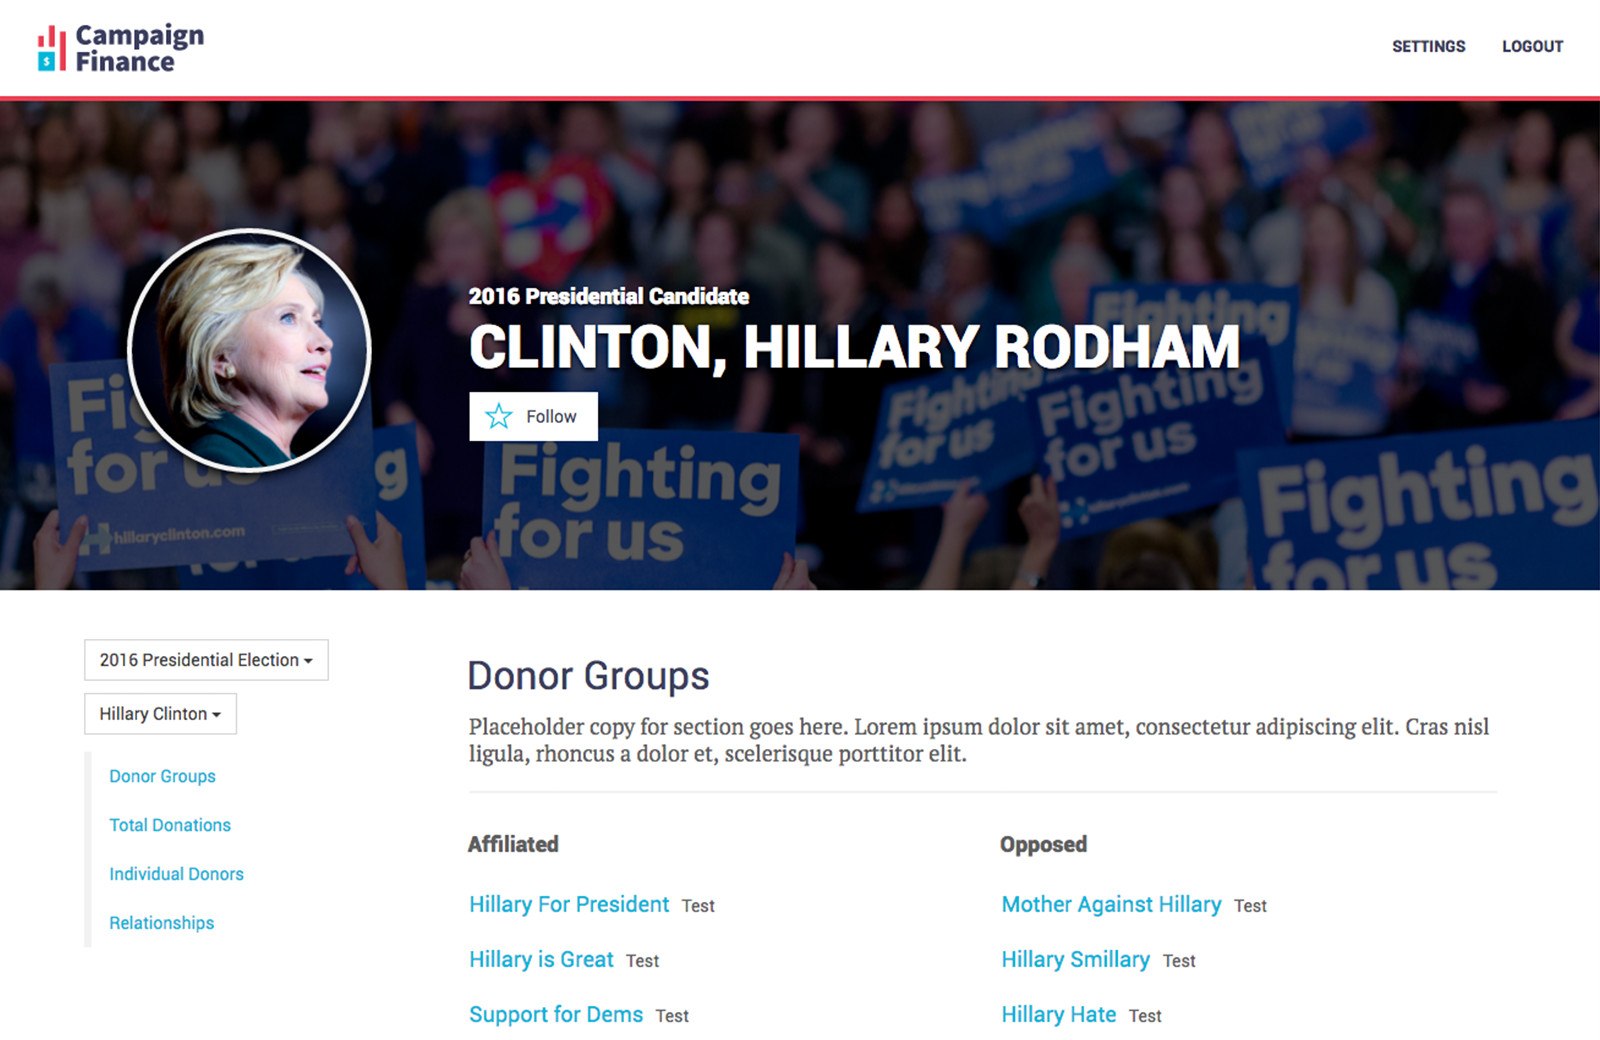 Campaign
Finance
SETTINGS LOGOUT
2016 Presidential Candidate
CLINTON, HILLARY RODHAM
Follow
Fighting
for us
hillaryclinton.com
Fighting
for us
Fighting
for us
Fighting
for us
Fighting
for us
2016 Presidential Election
Hillary Clinton
Donor Groups
Total Donations
Individual Donors
Relationships
Donor Groups
Placeholder copy for section goes here. Lorem ipsum dolor sit amet, consectetur adipiscing elit. Cras nisl
ligula, rhoncus a dolor et, scelerisque porttitor elit.
Affiliated
Hillary For President Test
Hillary is Great Test
Support for Dems Test
Opposed
Mother Against Hillary Test
Hillary Smillary Test
Hillary Hate Test